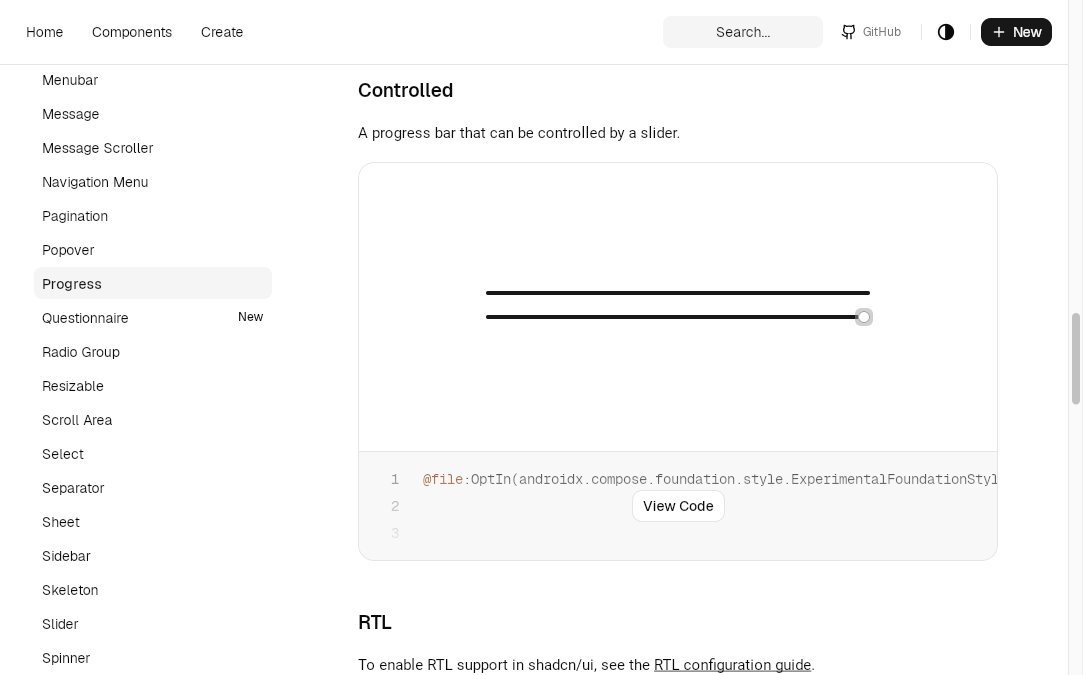 Home
Components
Create
Search...
GitHub
New
Menubar
Message
Message Scroller
Navigation Menu
Pagination
Popover
Progress
Questionnaire
New
Radio Group
Resizable
Scroll Area
Select
Separator
Sheet
Sidebar
Skeleton
Slider
Spinner
Controlled
A progress bar that can be controlled by a slider.
1 @file:OptIn(androidx.compose.foundation.style.ExperimentalFoundationStyl
2
View Code
3
RTL
To enable RTL support in shadcn/ui, see the RTL configuration guide.